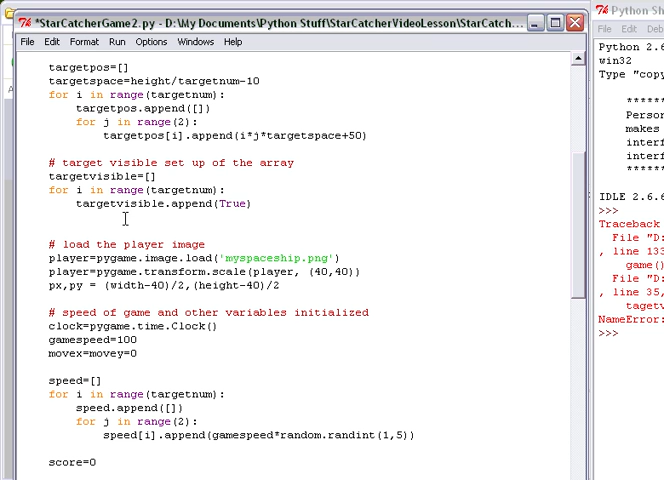 *StarCatcherGame2.py - D:\My Documents\Python Stuff\StarCatcherVideoLesson\StarCatch...
File Edit Format Run Options Windows Help
targetpos=[]
targetspace=height/targetnum-10
for i in range(targetnum):
targetpos.append([])
for j in range(2):
targetpos[i].append(i*j*targetspace+50)
# target visible set up of the array
targetvisible=[]
for i in range(targetnum):
targetvisible.append(True)
# load the player image
player=pygame.image.load('myspaceship.png')
player=pygame.transform.scale(player, (40,40))
px,py = (width-40)/2,(height-40)/2
# speed of game and other variables initialized
clock=pygame.time.Clock()
gamespeed=100
movex=movey=0
speed=[]
for i in range(targetnum):
speed.append([])
for j in range(2):
speed[i].append(gamespeed*random.randint(1,5))
score=0
Python Sh
File Edit Deb
Python 2.6
win32
Type "copy
*******
Person
makes
interf
interf
*******
IDLE 2.6.6
>>>
Traceback
File "D:
, line 133
game()
File "D:
, line 35,
tagetv
NameError:
>>>